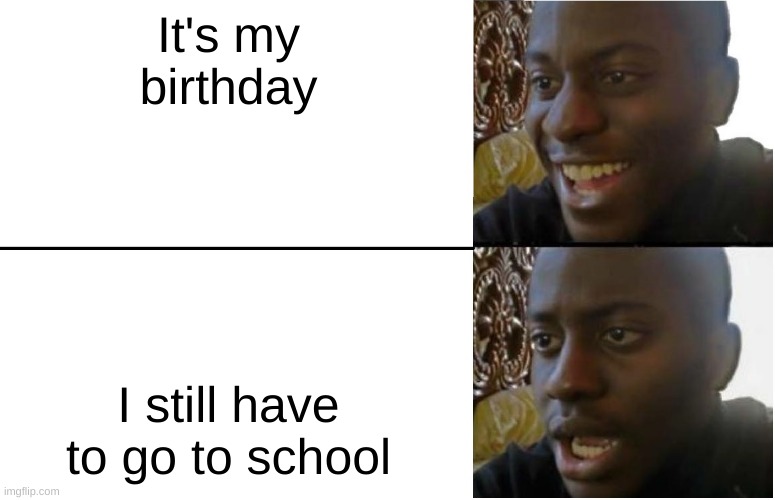 It's my
birthday
I still have
to go to school
imgflip.com